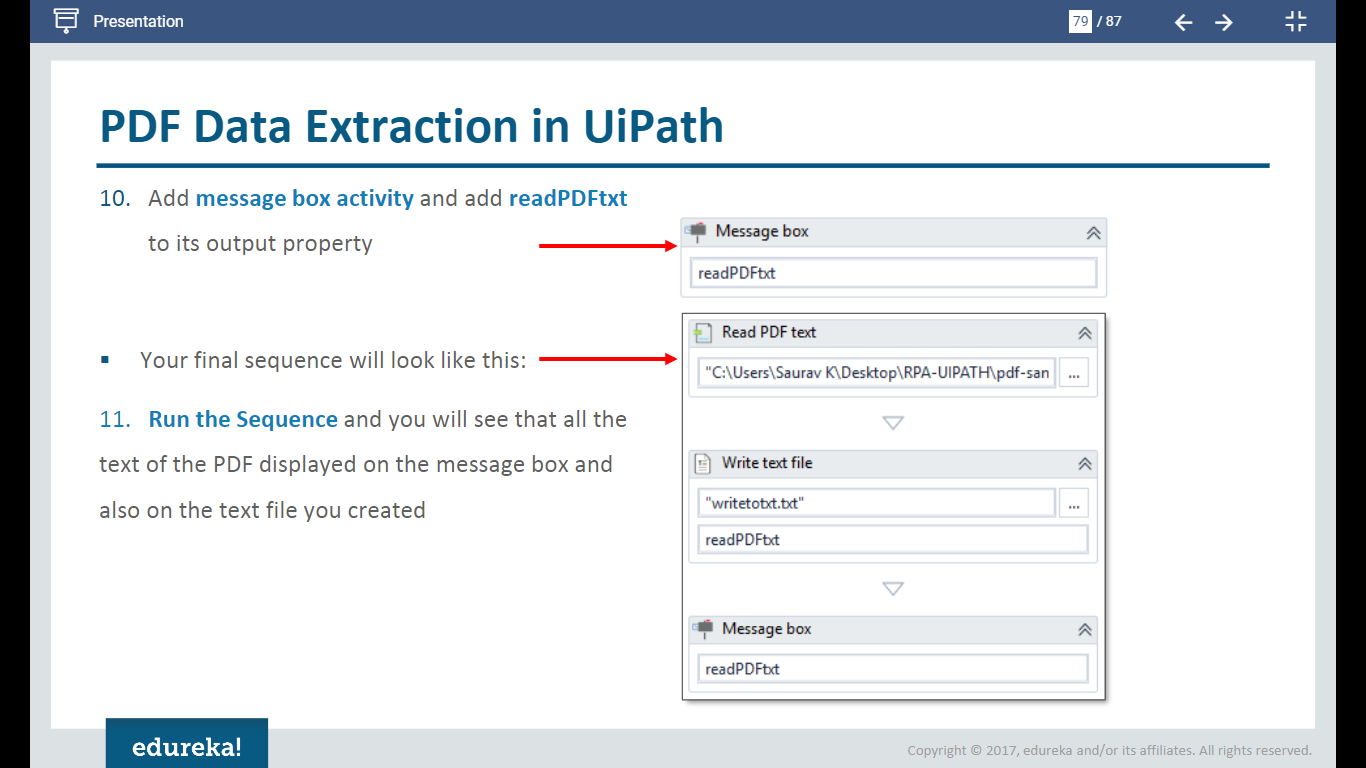 Presentation
79 / 87
PDF Data Extraction in UiPath
10. Add message box activity and add readPDFtxt
to its output property
▪ Your final sequence will look like this:
11. Run the Sequence and you will see that all the
text of the PDF displayed on the message box and
also on the text file you created
Message box
readPDFtxt
Read PDF text
"C:\Users\Saurav K\Desktop\RPA-UIPATH\pdf-san
...
Write text file
"writetotxt.txt"
...
readPDFtxt
Message box
readPDFtxt
edureka!
Copyright © 2017, edureka and/or its affiliates. All rights reserved.